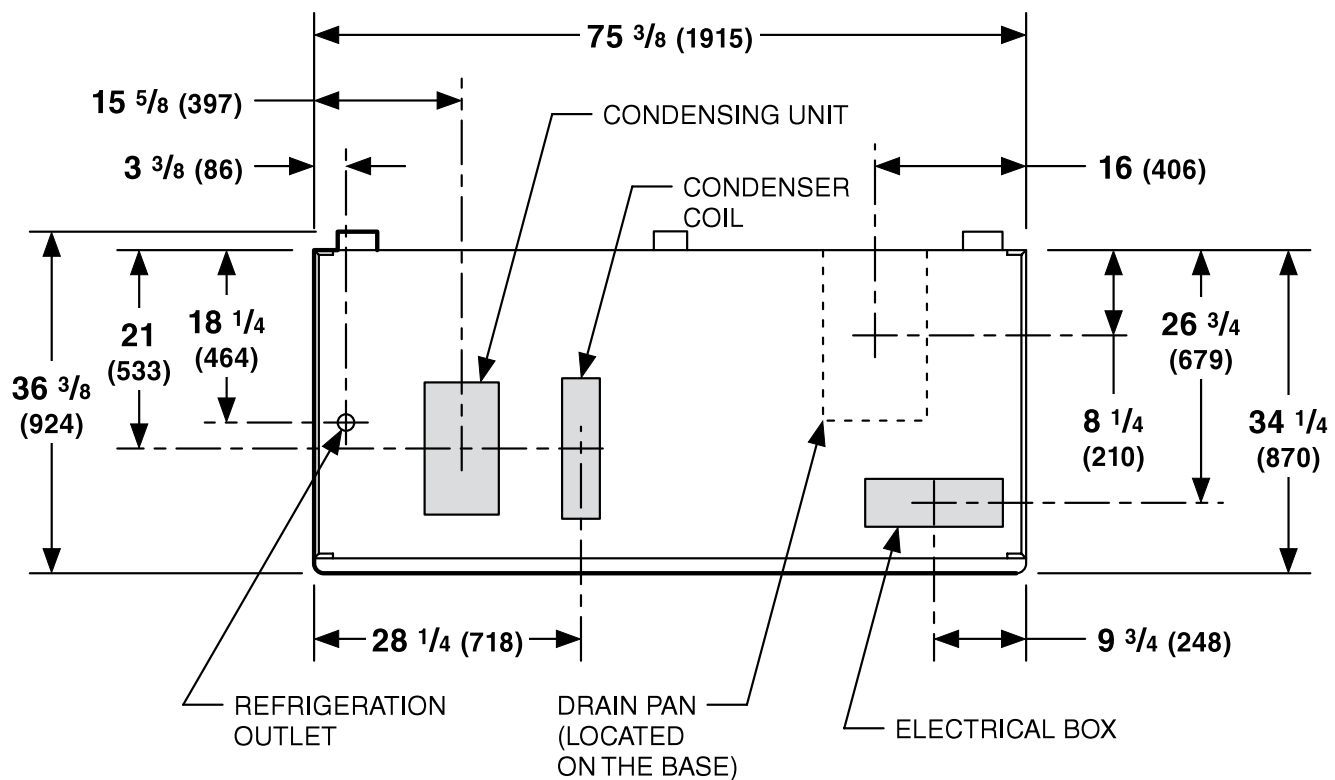 75 3/8 (1915)
15 5/8 (397)
CONDENSING UNIT
3 3/8 (86)
CONDENSER
COIL
16 (406)
36 3/8
(924)
21
(533)
18 1/4
(464)
8 1/4
(210)
26 3/4
(679)
34 1/4
(870)
28 1/4 (718)
9 3/4 (248)
REFRIGERATION
OUTLET
DRAIN PAN
(LOCATED
ON THE BASE)
ELECTRICAL BOX